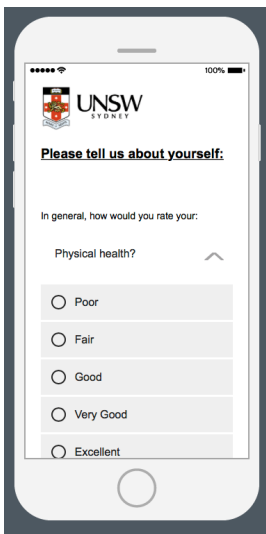 100%
UNSW
SYDNEY
Please tell us about yourself:
In general, how would you rate your:
Physical health?
Poor
Fair
Good
Very Good
Excellent